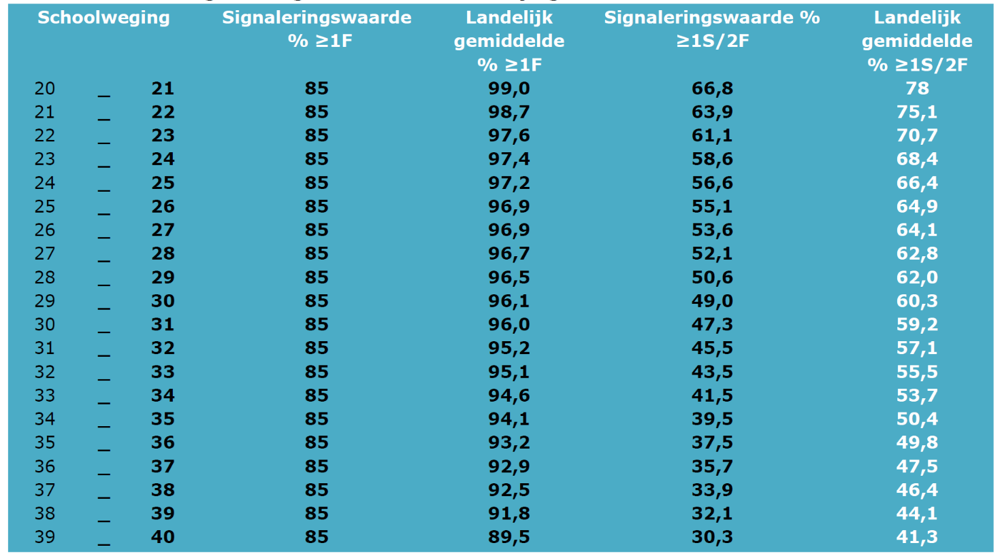 Schoolweging Signaleringswaarde Landelijk Signaleringswaarde % Landelijk
% ≥1F gemiddelde ≥1S/2F gemiddelde
% ≥1F % ≥1S/2F
20 _ 21 85 99,0 66,8 78
21 _ 22 85 98,7 63,9 75,1
22 _ 23 85 97,6 61,1 70,7
23 _ 24 85 97,4 58,6 68,4
24 _ 25 85 97,2 56,6 66,4
25 _ 26 85 96,9 55,1 64,9
26 _ 27 85 96,9 53,6 64,1
27 _ 28 85 96,7 52,1 62,8
28 _ 29 85 96,5 50,6 62,0
29 _ 30 85 96,1 49,0 60,3
30 _ 31 85 96,0 47,3 59,2
31 _ 32 85 95,2 45,5 57,1
32 _ 33 85 95,1 43,5 55,5
33 _ 34 85 94,6 41,5 53,7
34 _ 35 85 94,1 39,5 50,4
35 _ 36 85 93,2 37,5 49,8
36 _ 37 85 92,9 35,7 47,5
37 _ 38 85 92,5 33,9 46,4
38 _ 39 85 91,8 32,1 44,1
39 _ 40 85 89,5 30,3 41,3